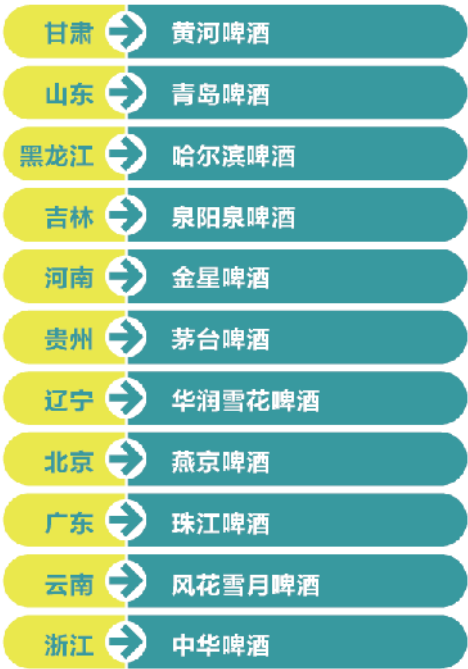 甘肃 黄河啤酒
山东 青岛啤酒
黑龙江 哈尔滨啤酒
吉林 泉阳泉啤酒
河南 金星啤酒
贵州 茅台啤酒
辽宁 华润雪花啤酒
北京 燕京啤酒
广东 珠江啤酒
云南 风花雪月啤酒
浙江 中华啤酒